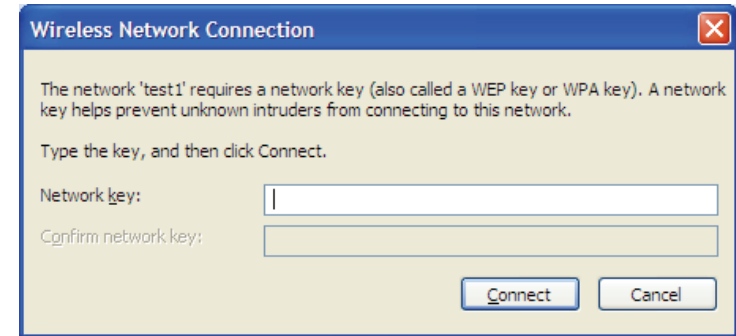 Wireless Network Connection
The network 'test1' requires a network key (also called a WEP key or WPA key). A network
key helps prevent unknown intruders from connecting to this network.
Type the key, and then click Connect.
Network key:
Confirm network key:
Connect Cancel